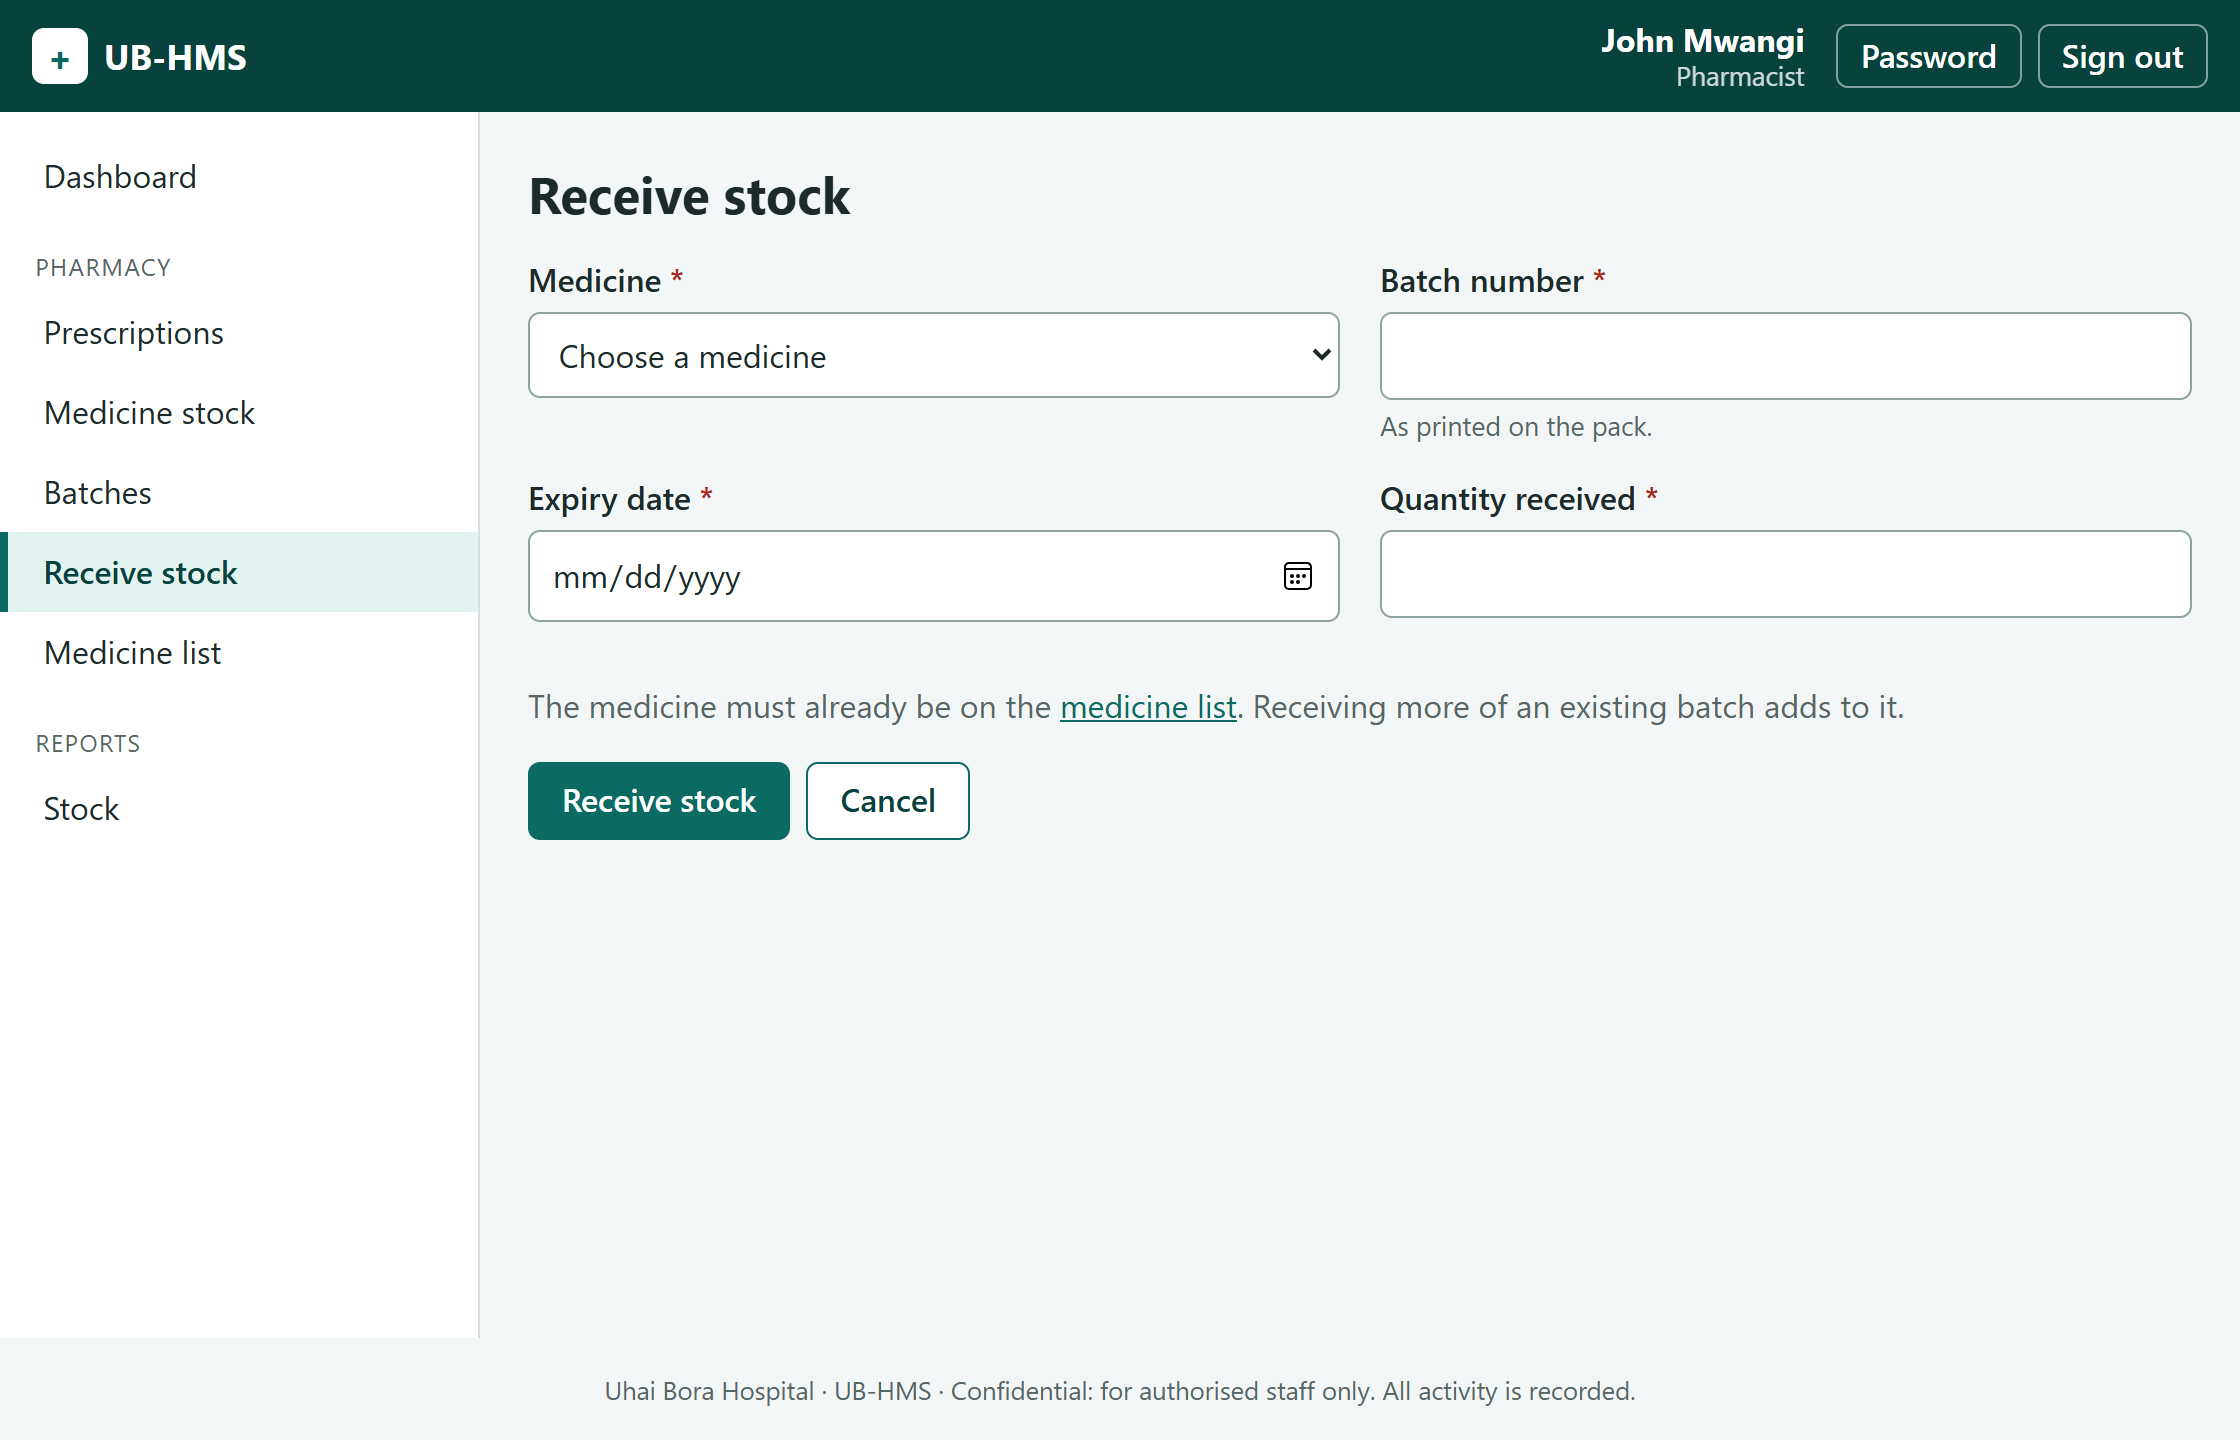 + UB-HMS
John Mwangi
Pharmacist
Password
Sign out
Dashboard
PHARMACY
Prescriptions
Medicine stock
Batches
Receive stock
Medicine list
REPORTS
Stock
Receive stock
Medicine *
Choose a medicine
Batch number *
As printed on the pack.
Expiry date *
mm/dd/yyyy
Quantity received *
The medicine must already be on the medicine list. Receiving more of an existing batch adds to it.
Receive stock
Cancel
Uhai Bora Hospital · UB-HMS · Confidential: for authorised staff only. All activity is recorded.